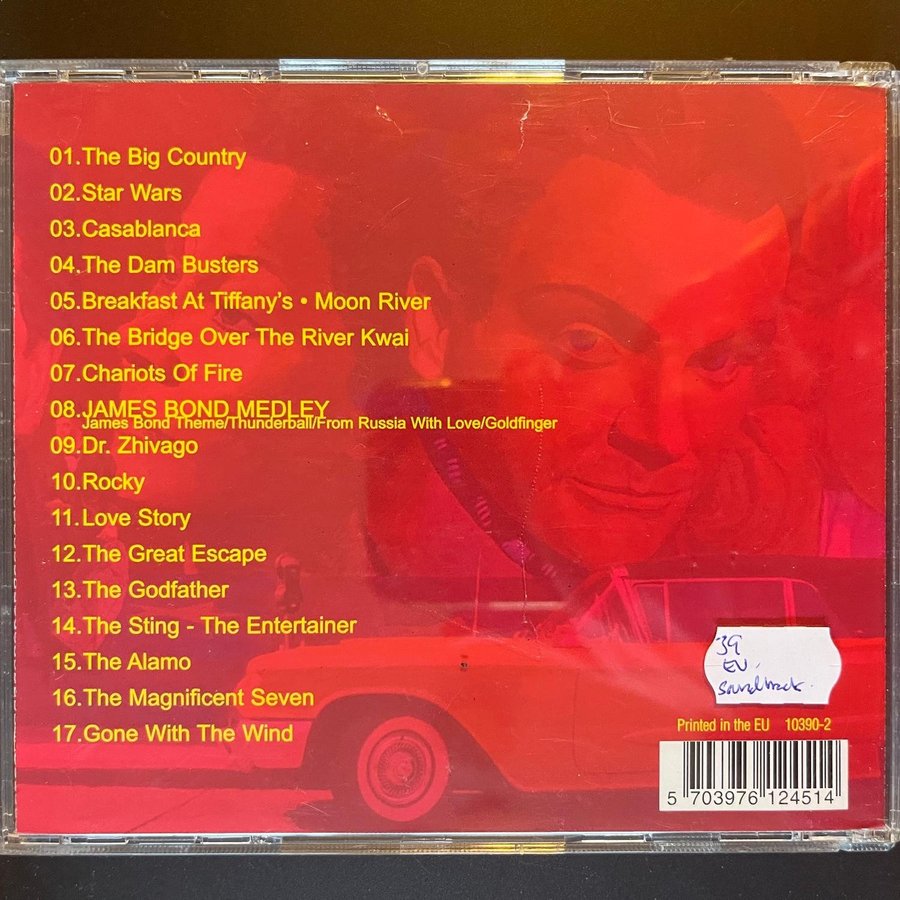 01.The Big Country
02.Star Wars
03.Casablanca
04.The Dam Busters
05.Breakfast At Tiffany's • Moon River
06.The Bridge Over The River Kwai
07.Chariots Of Fire
08.JAMES BOND MEDLEY
James Bond Theme/Thunderball/From Russia With Love/Goldfinger
09.Dr. Zhivago
10.Rocky
11.Love Story
12.The Great Escape
13.The Godfather
14.The Sting - The Entertainer
15.The Alamo
16.The Magnificent Seven
17.Gone With The Wind
39
EU.
Soundtrack.
Printed in the EU 10390-2
5 703976 124514